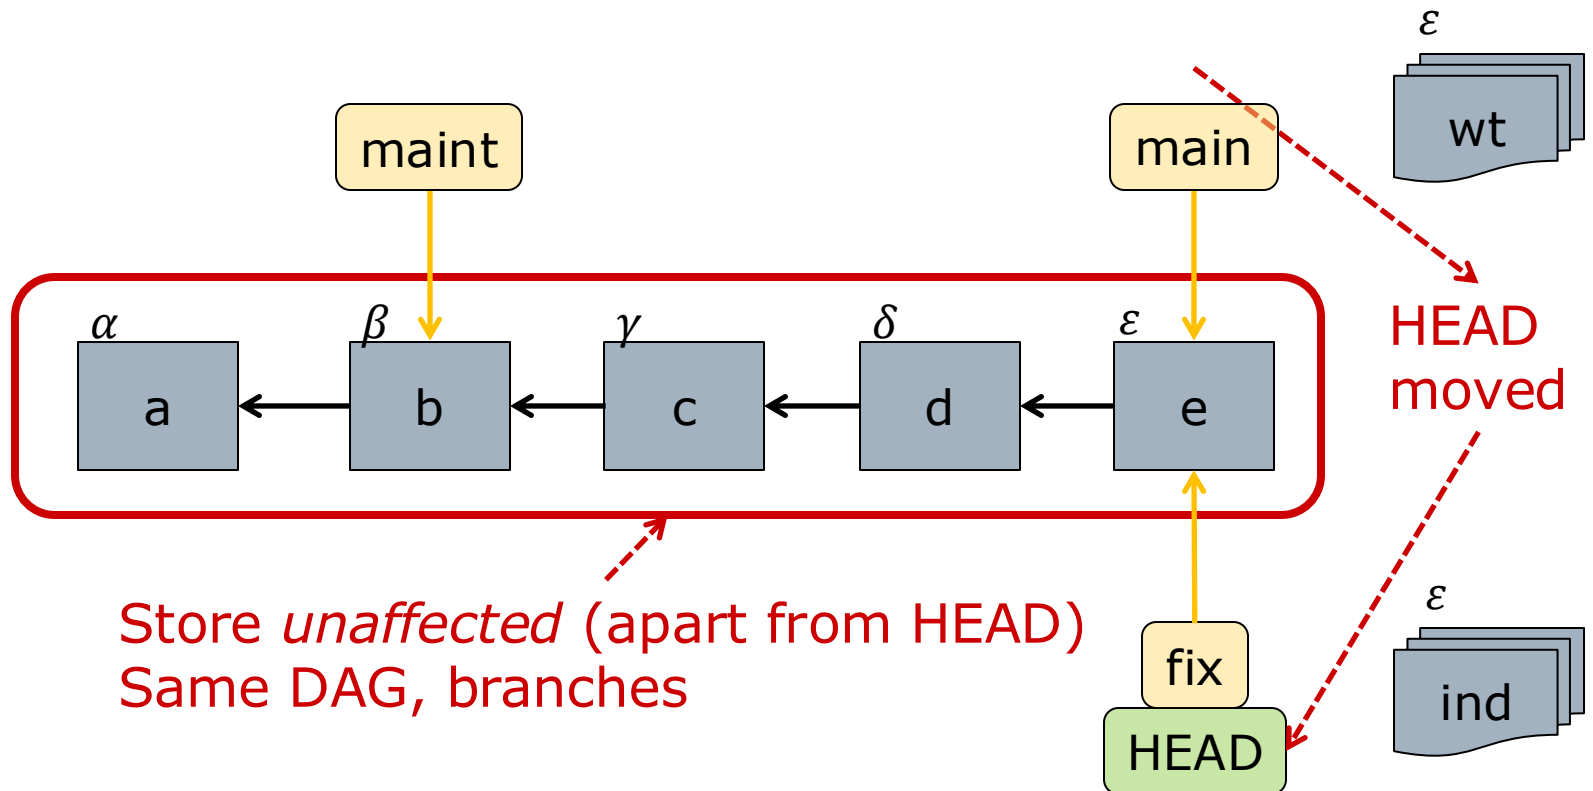 ε
wt
maint
main
α
β
γ
δ
ε
HEAD
moved
a
b
c
d
e
Store unaffected (apart from HEAD)
Same DAG, branches
ε
fix
ind
HEAD